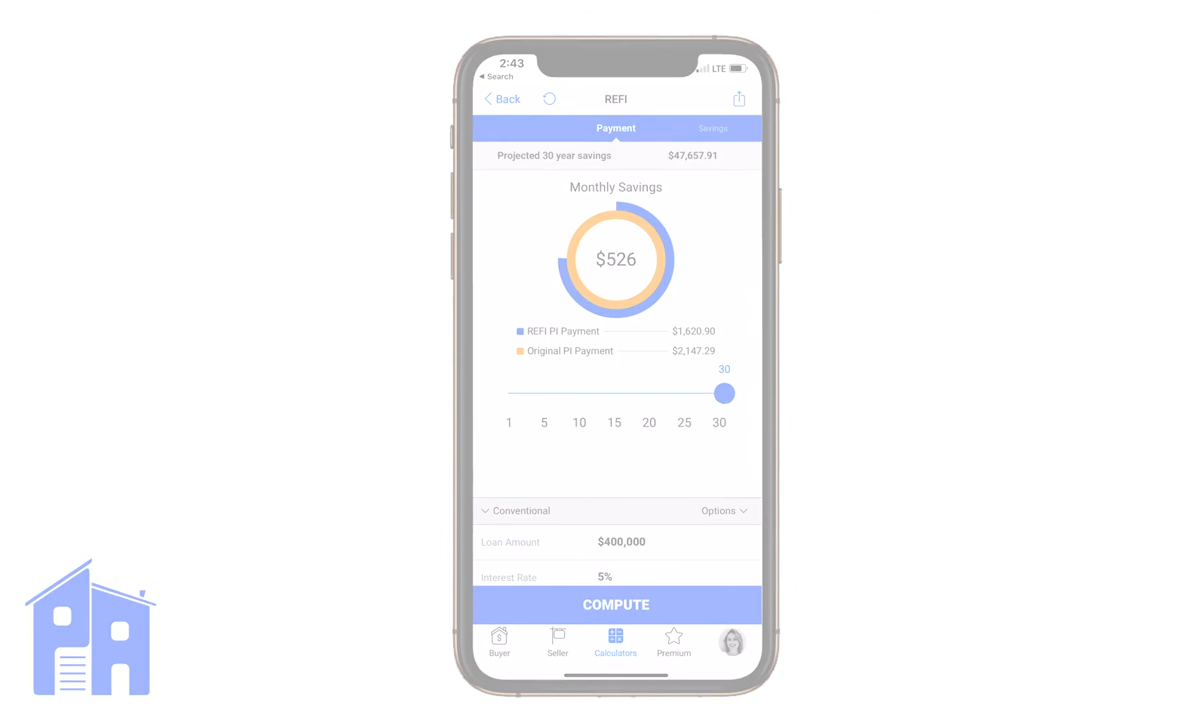 2:43
LTE
◀ Search
Back
REFI
Payment
Savings
Projected 30 year savings $47,657.91
Monthly Savings
$526
REFI PI Payment $1,620.90
Original PI Payment $2,147.29
30
1 5 10 15 20 25 30
Conventional Options
Loan Amount $400,000
Interest Rate 5%
COMPUTE
Buyer Seller Calculators Premium